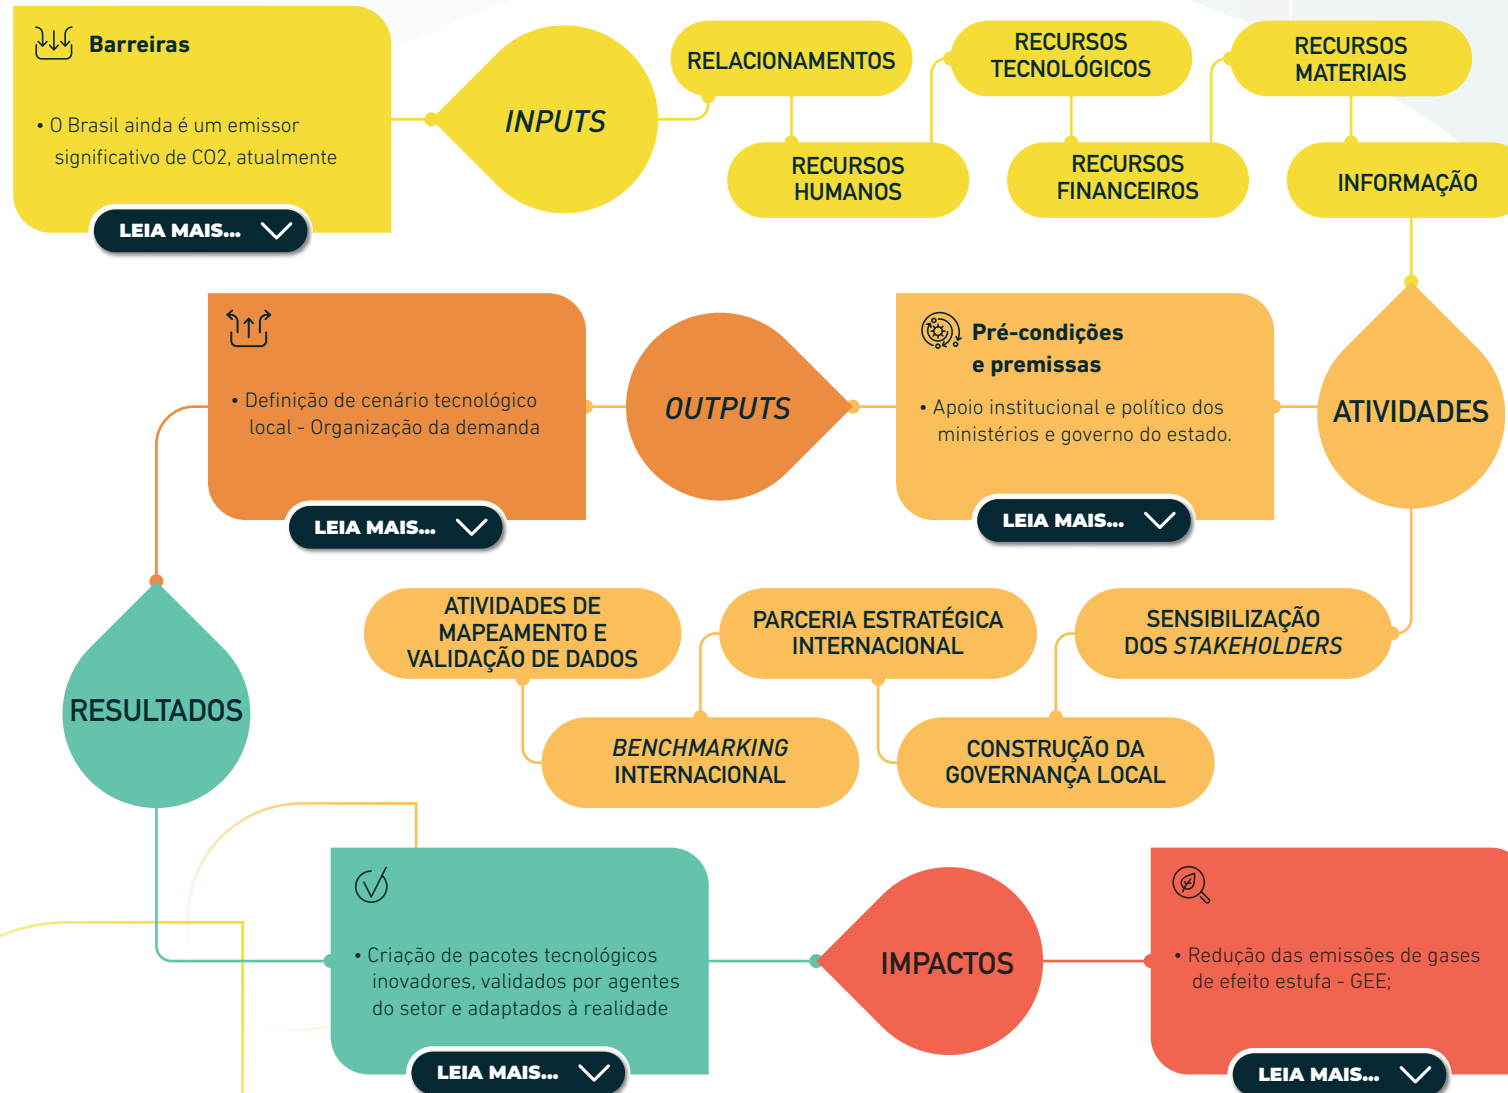 Barreiras
• O Brasil ainda é um emissor
significativo de CO2, atualmente
LEIA MAIS...
INPUTS
RELACIONAMENTOS
RECURSOS
HUMANOS
RECURSOS
TECNOLÓGICOS
RECURSOS
FINANCEIROS
RECURSOS
MATERIAIS
INFORMAÇÃO
ATIVIDADES
Pré-condições
e premissas
• Apoio institucional e político dos
ministérios e governo do estado.
LEIA MAIS...
OUTPUTS
• Definição de cenário tecnológico
local - Organização da demanda
LEIA MAIS...
SENSIBILIZAÇÃO
DOS STAKEHOLDERS
CONSTRUÇÃO DA
GOVERNANÇA LOCAL
PARCERIA ESTRATÉGICA
INTERNACIONAL
BENCHMARKING
INTERNACIONAL
ATIVIDADES DE
MAPEAMENTO E
VALIDAÇÃO DE DADOS
RESULTADOS
• Criação de pacotes tecnológicos
inovadores, validados por agentes
do setor e adaptados à realidade
LEIA MAIS...
IMPACTOS
• Redução das emissões de gases
de efeito estufa - GEE;
LEIA MAIS...